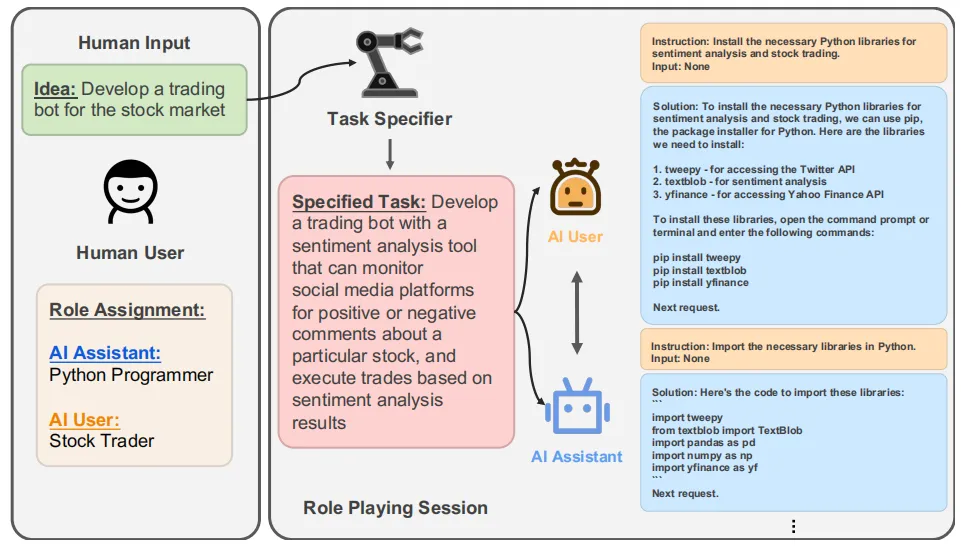 Human Input
Idea: Develop a trading
bot for the stock market
Human User
Role Assignment:
AI Assistant:
Python Programmer
AI User:
Stock Trader
Task Specifier
Specified Task: Develop
a trading bot with a
sentiment analysis tool
that can monitor
social media platforms
for positive or negative
comments about a
particular stock, and
execute trades based on
sentiment analysis
results
AI User
AI Assistant
Role Playing Session
Instruction: Install the necessary Python libraries for
sentiment analysis and stock trading.
Input: None
Solution: To install the necessary Python libraries for
sentiment analysis and stock trading, we can use pip,
the package installer for Python. Here are the libraries
we need to install:
1. tweepy - for accessing the Twitter API
2. textblob - for sentiment analysis
3. yfinance - for accessing Yahoo Finance API
To install these libraries, open the command prompt or
terminal and enter the following commands:
pip install tweepy
pip install textblob
pip install yfinance
Next request.
Instruction: Import the necessary libraries in Python.
Input: None
Solution: Here's the code to import these libraries:
```
import tweepy
from textblob import TextBlob
import pandas as pd
import numpy as np
import yfinance as yf
```
Next request.
⋮